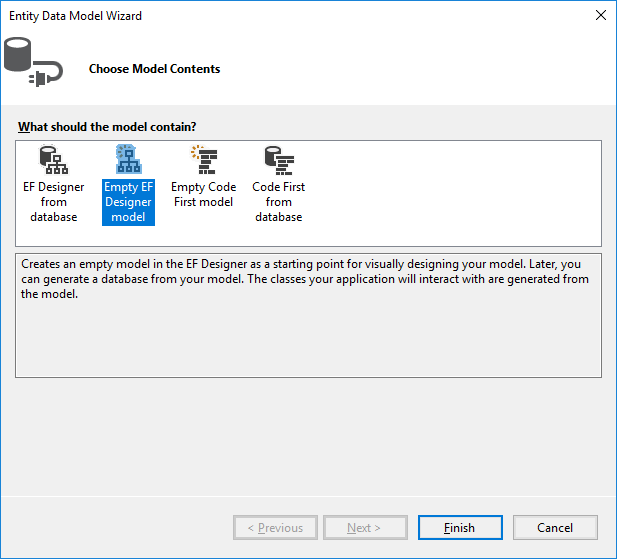 Entity Data Model Wizard
Choose Model Contents
What should the model contain?
EF Designer
from
database
Empty EF
Designer
model
Empty Code
First model
Code First
from
database
Creates an empty model in the EF Designer as a starting point for visually designing your model. Later, you
can generate a database from your model. The classes your application will interact with are generated from
the model.
< Previous
Next >
Finish
Cancel